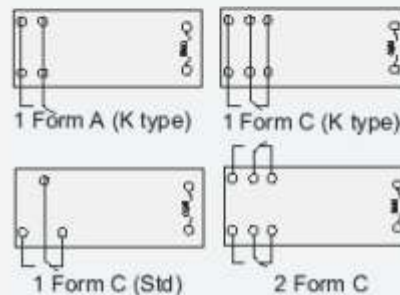 1 Form A (K type)
1 Form C (K type)
1 Form C (Std)
2 Form C